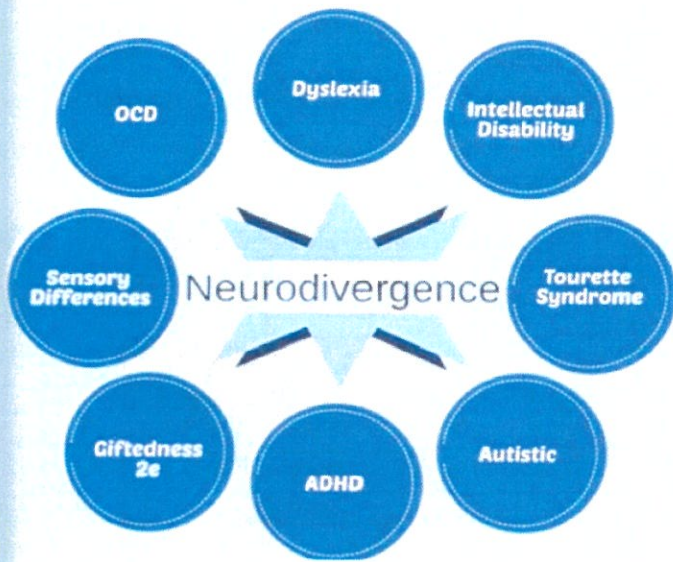 Dyslexia
OCD
Intellectual
Disability
Sensory
Differences
Neurodivergence
Tourette
Syndrome
Giftedness
2e
ADHD
Autistic